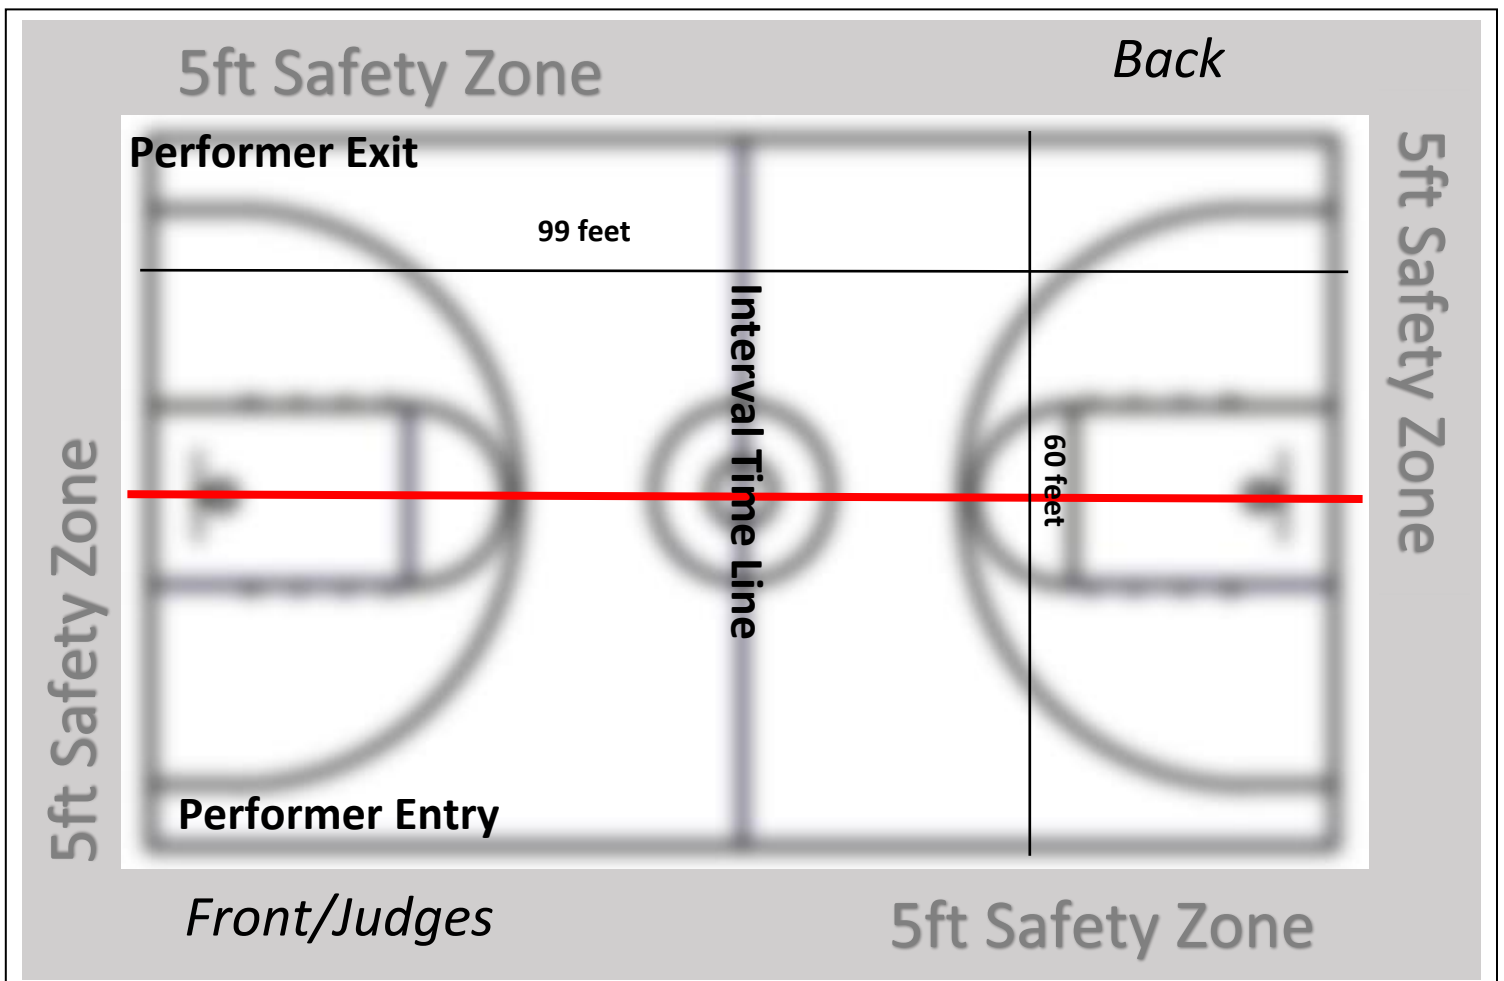 5ft Safety Zone
Back
Performer Exit
5ft Safety Zone
99 feet
Interval Time Line
60 feet
5ft Safety Zone
Performer Entry
Front/Judges
5ft Safety Zone